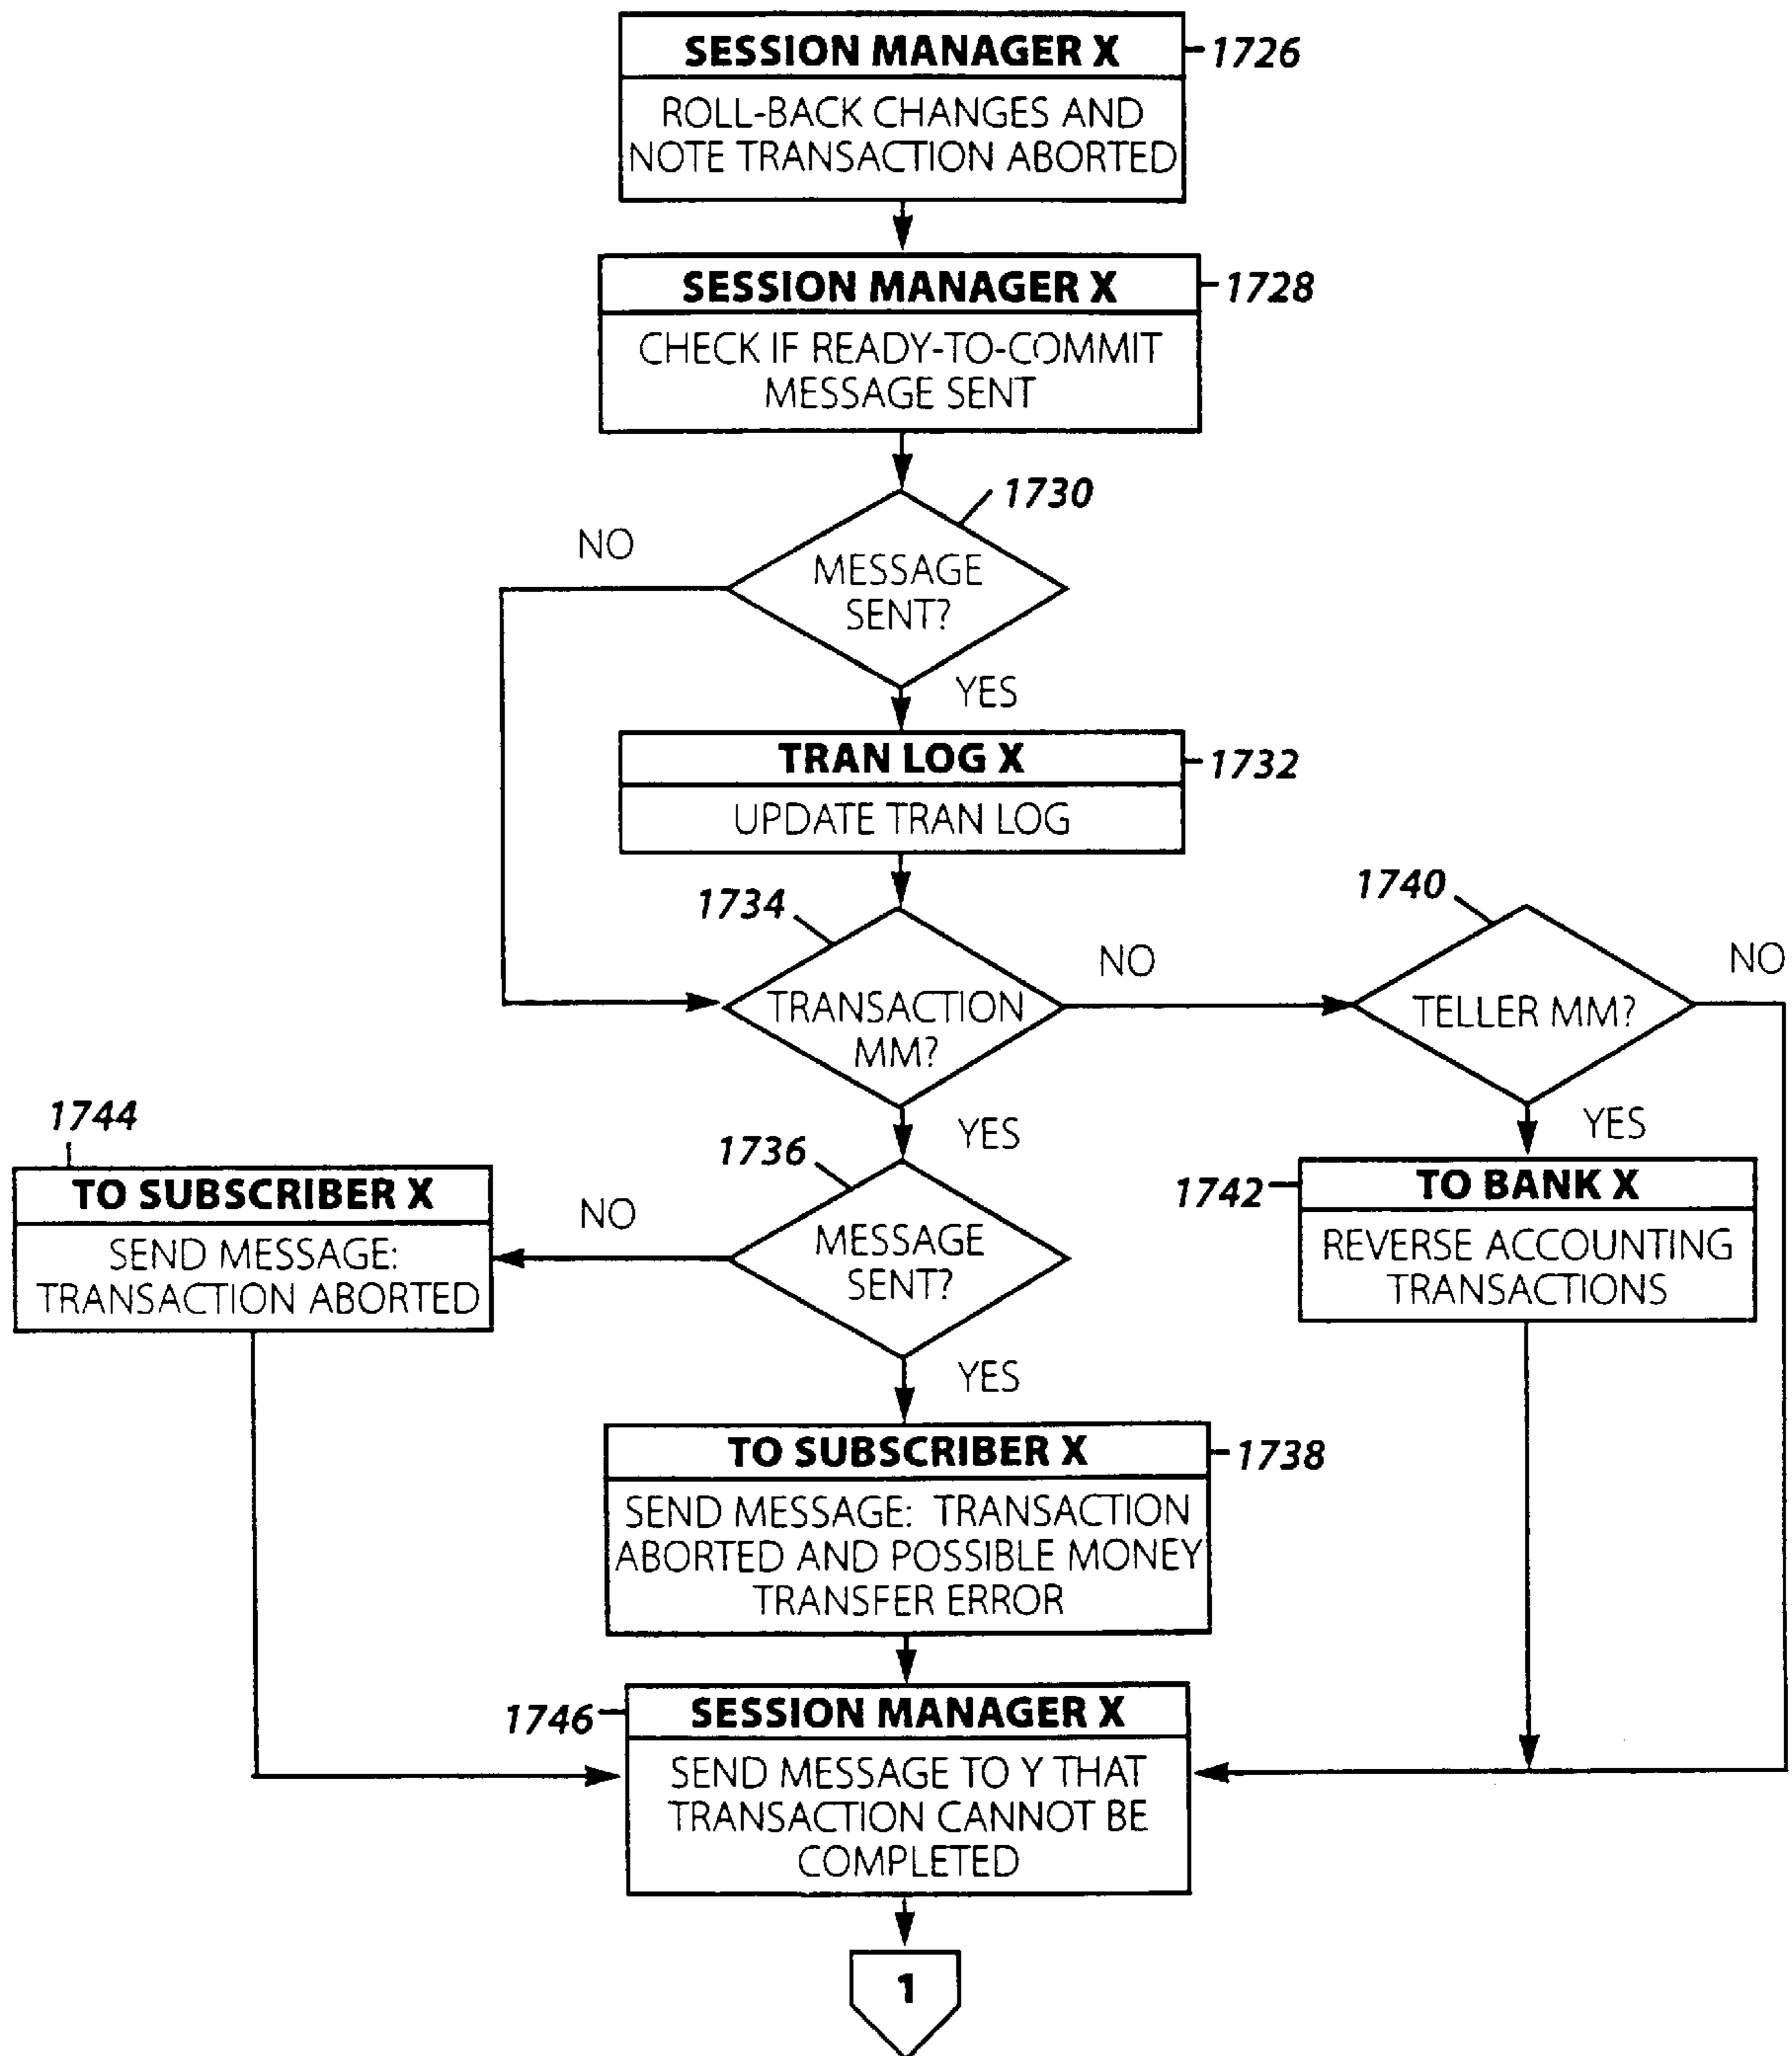 SESSION MANAGER X
1726
ROLL-BACK CHANGES AND
NOTE TRANSACTION ABORTED
SESSION MANAGER X
1728
CHECK IF READY-TO-COMMIT
MESSAGE SENT
1730
NO
MESSAGE
SENT?
YES
TRAN LOG X
1732
UPDATE TRAN LOG
1734
1740
NO
NO
TRANSACTION
MM?
TELLER MM?
1744
YES
YES
1736
TO SUBSCRIBER X
NO
1742
TO BANK X
SEND MESSAGE:
TRANSACTION ABORTED
MESSAGE
SENT?
REVERSE ACCOUNTING
TRANSACTIONS
YES
TO SUBSCRIBER X
1738
SEND MESSAGE: TRANSACTION
ABORTED AND POSSIBLE MONEY
TRANSFER ERROR
1746
SESSION MANAGER X
SEND MESSAGE TO Y THAT
TRANSACTION CANNOT BE
COMPLETED
1